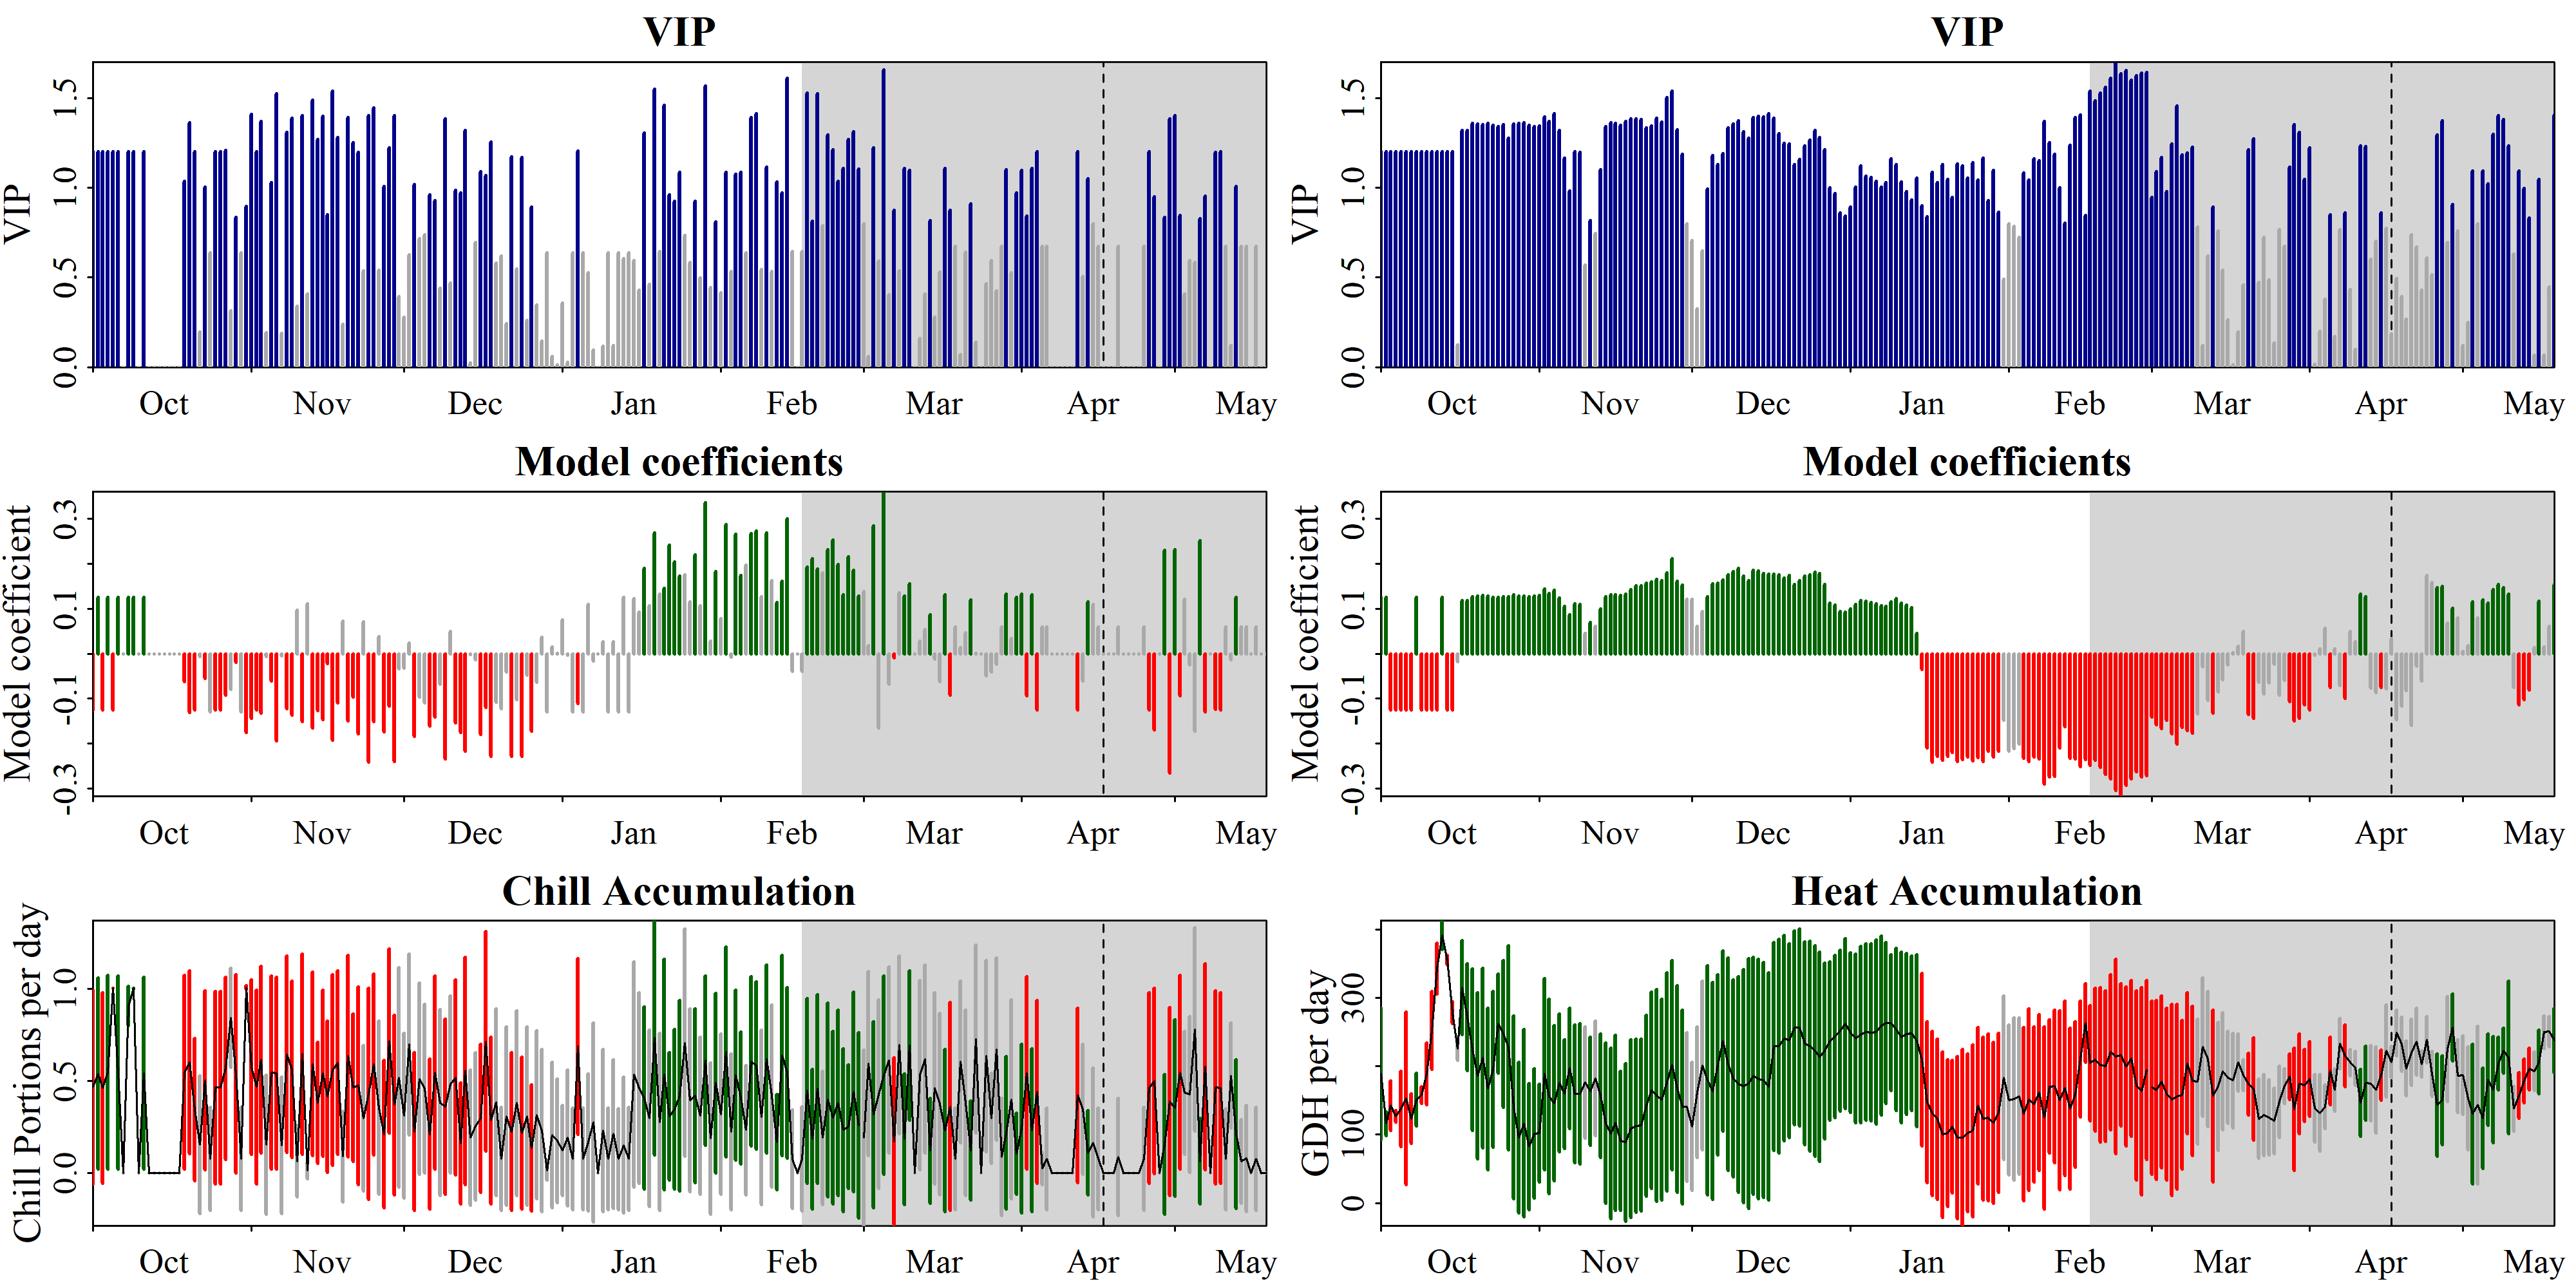 VIP
VIP
1.5
1.0
0.5
0.0
Oct Nov Dec Jan Feb Mar Apr May
VIP
VIP
1.5
1.0
0.5
0.0
Oct Nov Dec Jan Feb Mar Apr May
Model coefficients
Model coefficient
0.3
0.1
-0.1
-0.3
Oct Nov Dec Jan Feb Mar Apr May
Model coefficients
Model coefficient
0.3
0.1
-0.1
-0.3
Oct Nov Dec Jan Feb Mar Apr May
Chill Accumulation
Chill Portions per day
1.0
0.5
0.0
Oct Nov Dec Jan Feb Mar Apr May
Heat Accumulation
GDH per day
300
100
0
Oct Nov Dec Jan Feb Mar Apr May